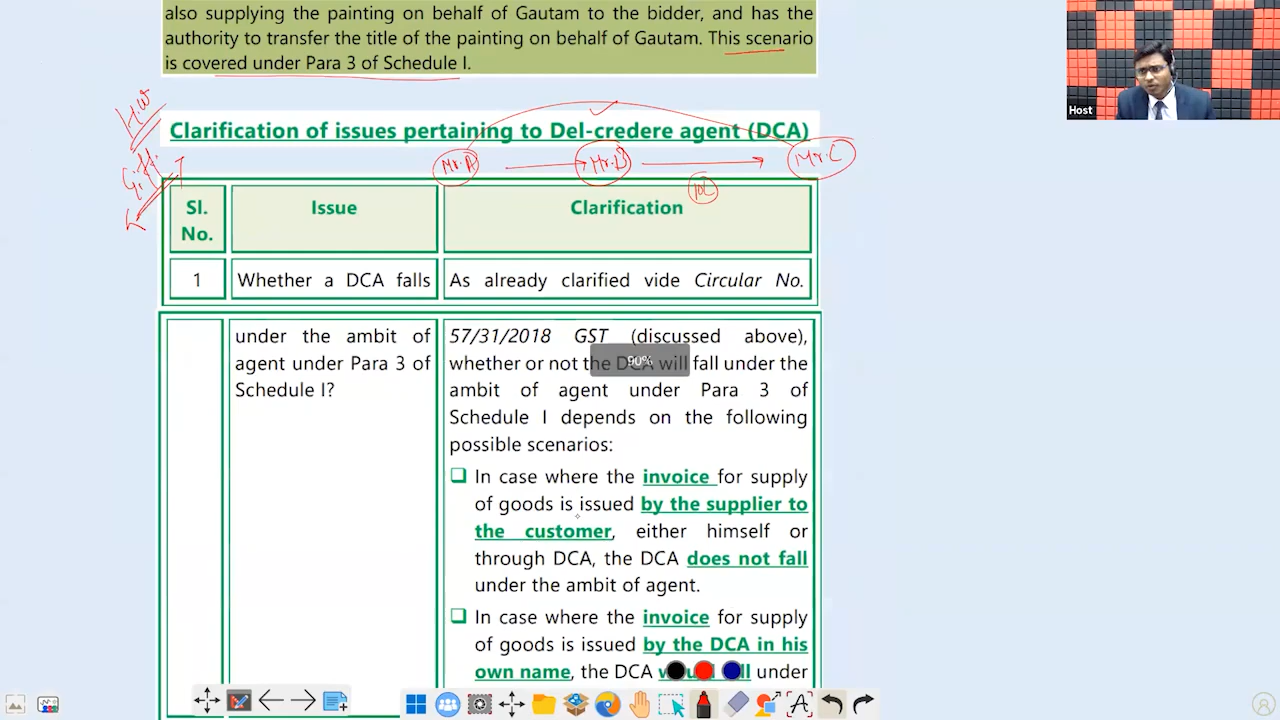 also supplying the painting on behalf of Gautam to the bidder, and has the
authority to transfer the title of the painting on behalf of Gautam. This scenario
is covered under Para 3 of Schedule I.
Host
Clarification of issues pertaining to Del-credere agent (DCA)
Mr. A
Mr. B
Mr. C
Sl.
No.
Issue
Clarification
1
Whether a DCA falls
As already clarified vide Circular No.
under the ambit of
agent under Para 3 of
Schedule I?
57/31/2018 GST (discussed above),
whether or not the DCA will fall under the
ambit of agent under Para 3 of
Schedule I depends on the following
possible scenarios:
In case where the invoice for supply
of goods is issued by the supplier to
the customer, either himself or
through DCA, the DCA does not fall
under the ambit of agent.
In case where the invoice for supply
of goods is issued by the DCA in his
own name, the DCA under
90%